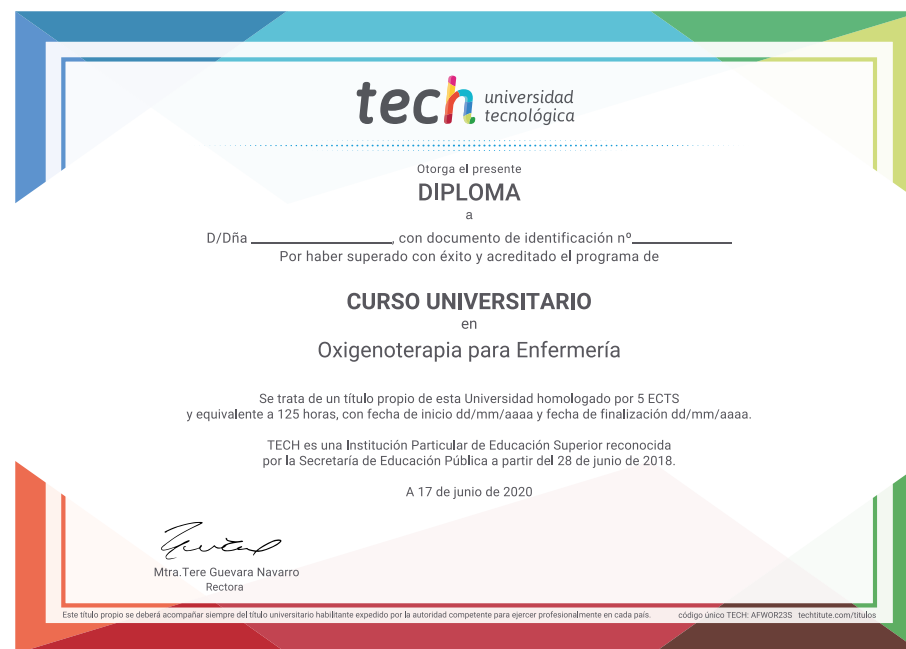 tech universidad
tecnológica
Otorga el presente
DIPLOMA
a
D/Dña ____________________, con documento de identificación nº______________
Por haber superado con éxito y acreditado el programa de
CURSO UNIVERSITARIO
en
Oxigenoterapia para Enfermería
Se trata de un título propio de esta Universidad homologado por 5 ECTS
y equivalente a 125 horas, con fecha de inicio dd/mm/aaaa y fecha de finalización dd/mm/aaaa.
TECH es una Institución Particular de Educación Superior reconocida
por la Secretaría de Educación Pública a partir del 28 de junio de 2018.
A 17 de junio de 2020
Mtra.Tere Guevara Navarro
Rectora
Este título propio se deberá acompañar siempre del título universitario habilitante expedido por la autoridad competente para ejercer profesionalmente en cada país. código único TECH: AFWOR23S techtitute.com/titulos